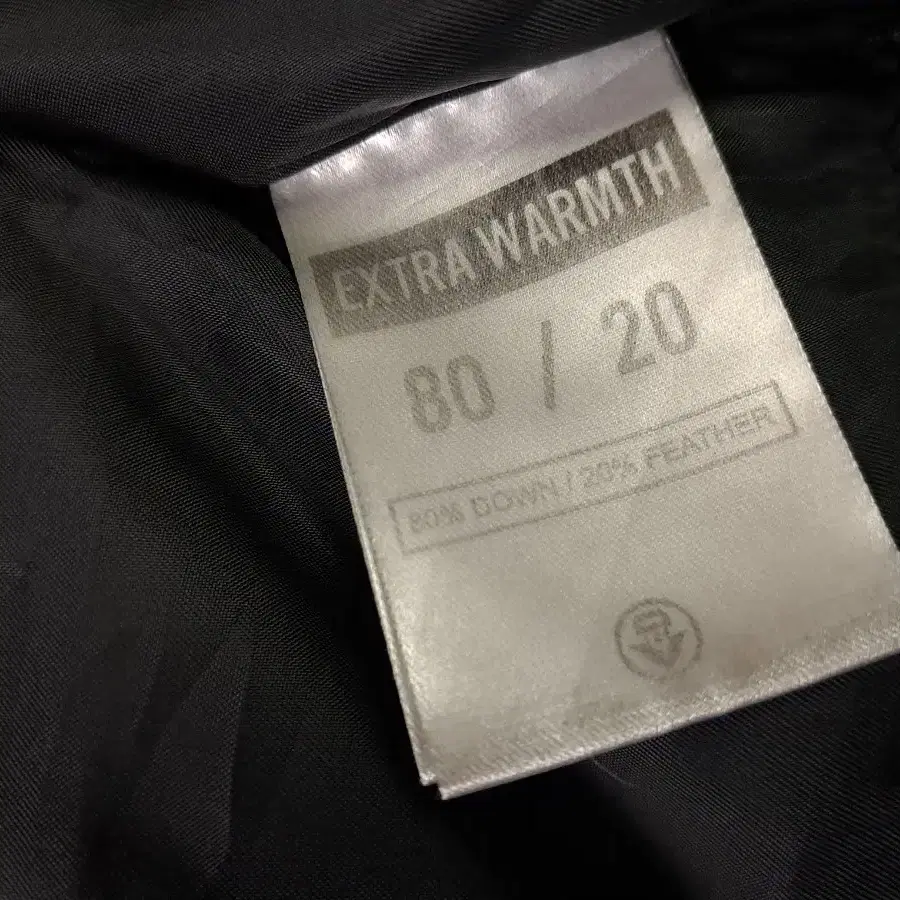 EXTRA WARMTH
80 / 20
80% DOWN / 20% FEATHER